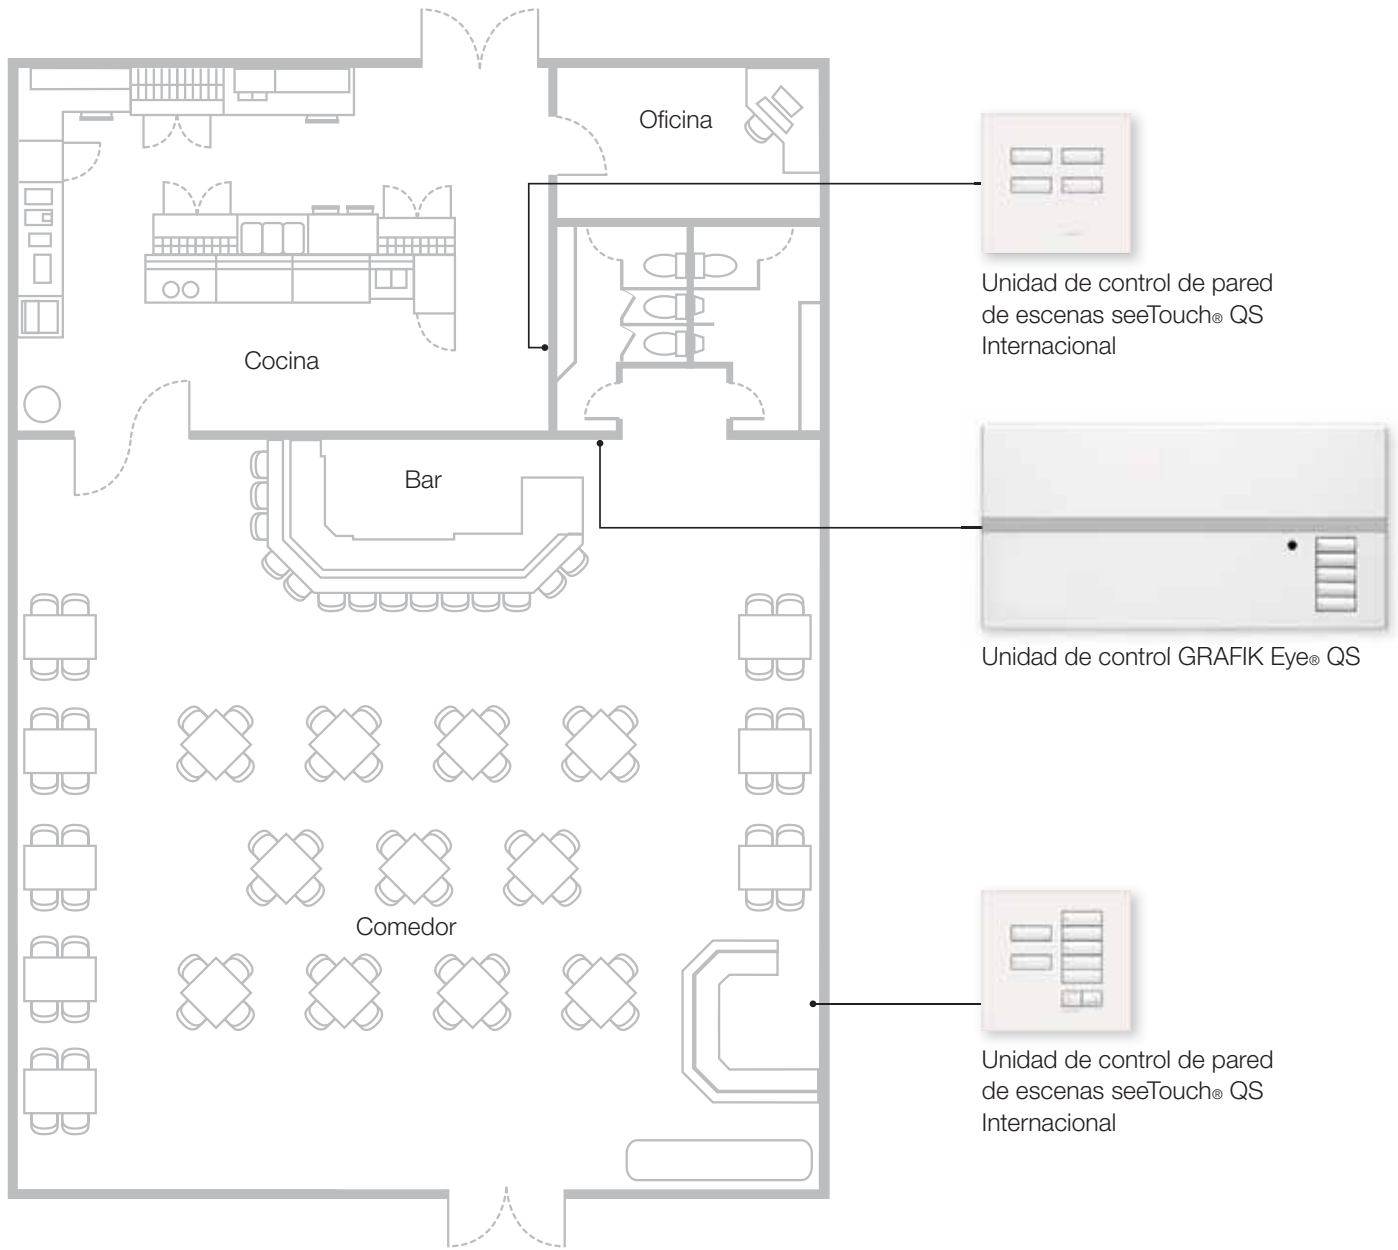 Oficina
Unidad de control de pared
de escenas seeTouch® QS
Internacional
Cocina
Bar
Unidad de control GRAFIK Eye® QS
Comedor
Unidad de control de pared
de escenas seeTouch® QS
Internacional